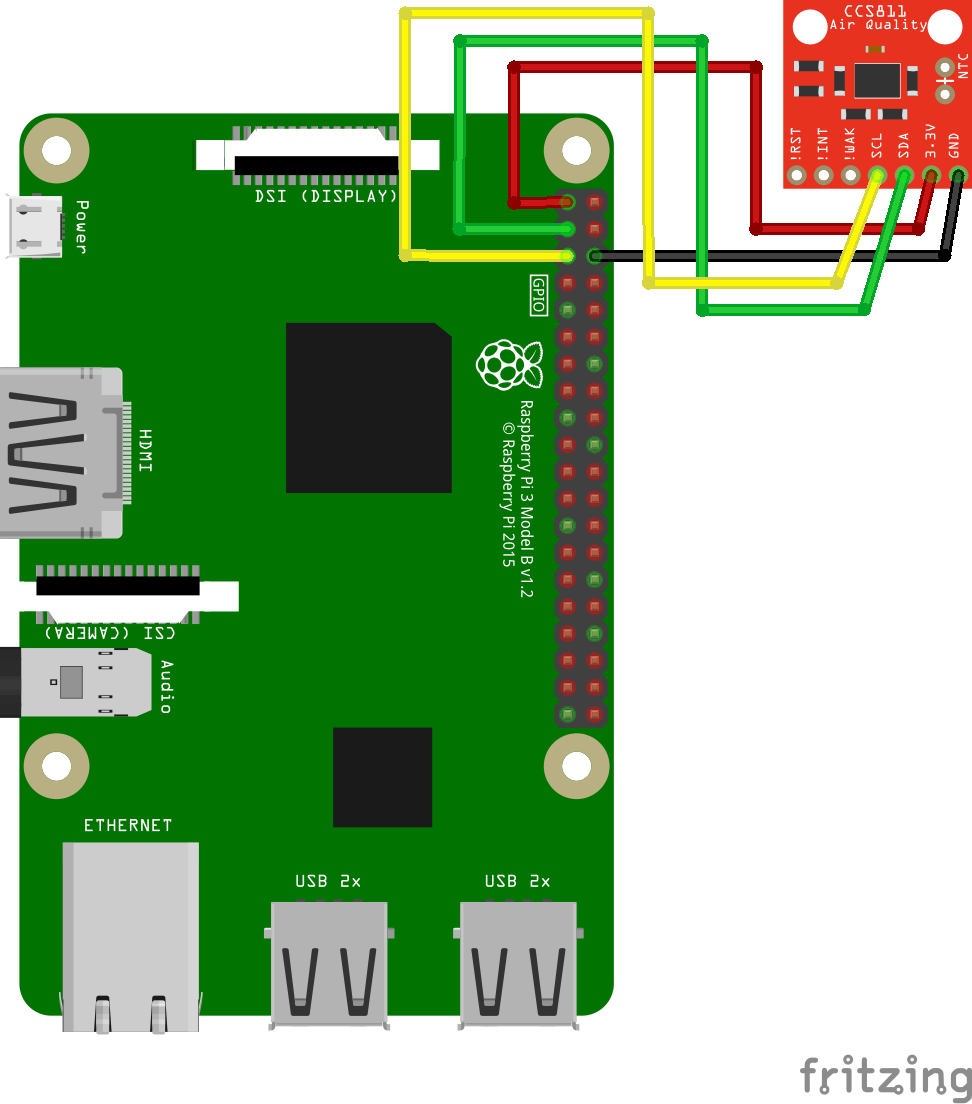 CCS811
Air Quality
NTC
!RST
!INT
!WAK
SCL
SDA
3.3V
GND
DSI (DISPLAY)
Power
GPIO
HDMI
Raspberry Pi 3 Model B v1.2
© Raspberry Pi 2015
CSI (CAMERA)
Audio
ETHERNET
USB 2x
USB 2x
fritzing